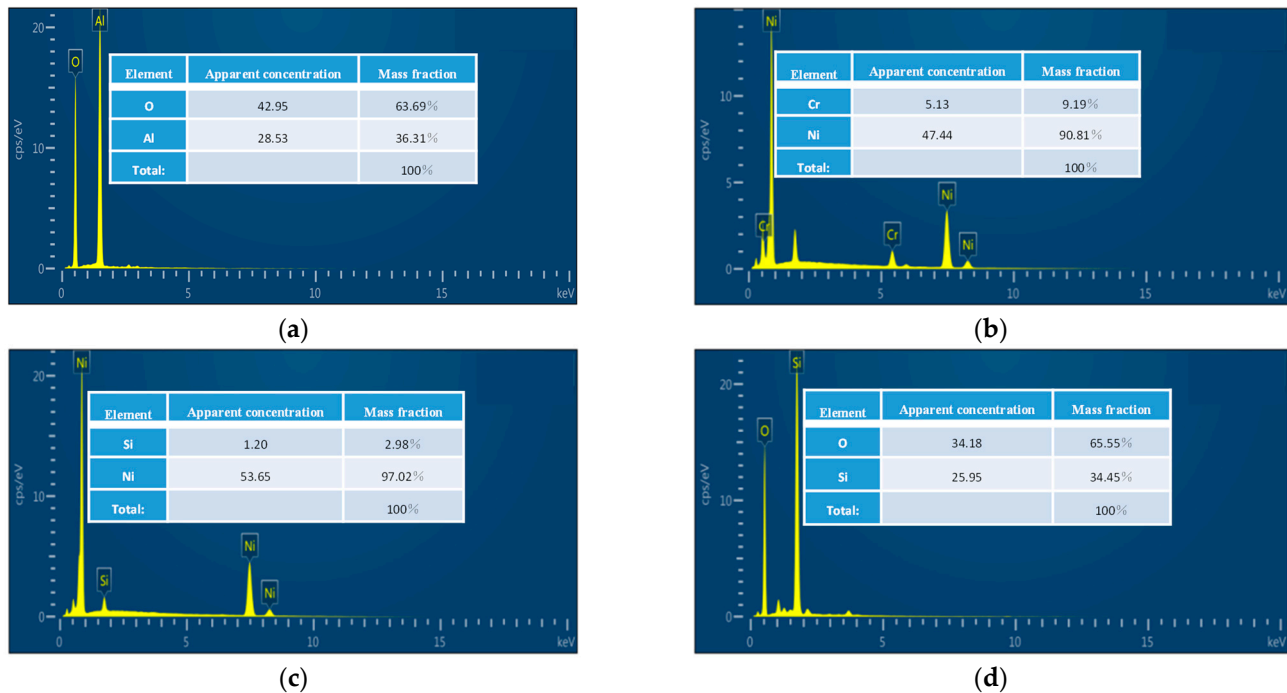 20
Al
O
Element Apparent concentration Mass fraction
O 42.95 63.69%
Al 28.53 36.31%
Total: 100%
cps/eV
10
0
0 5 10 15 keV
(a)
Ni
Element Apparent concentration Mass fraction
10
Cr 5.13 9.19%
Ni 47.44 90.81%
Total: 100%
cps/eV
5
Ni
Cr
Cr
Ni
0
0 5 10 15 keV
(b)
Ni
20
Element Apparent concentration Mass fraction
Si 1.20 2.98%
Ni 53.65 97.02%
Total: 100%
cps/eV
10
Ni
Si
Ni
0
0 5 10 15 keV
(c)
Si
20
Element Apparent concentration Mass fraction
O
O 34.18 65.55%
Si 25.95 34.45%
Total: 100%
cps/eV
10
0
0 5 10 15 keV
(d)